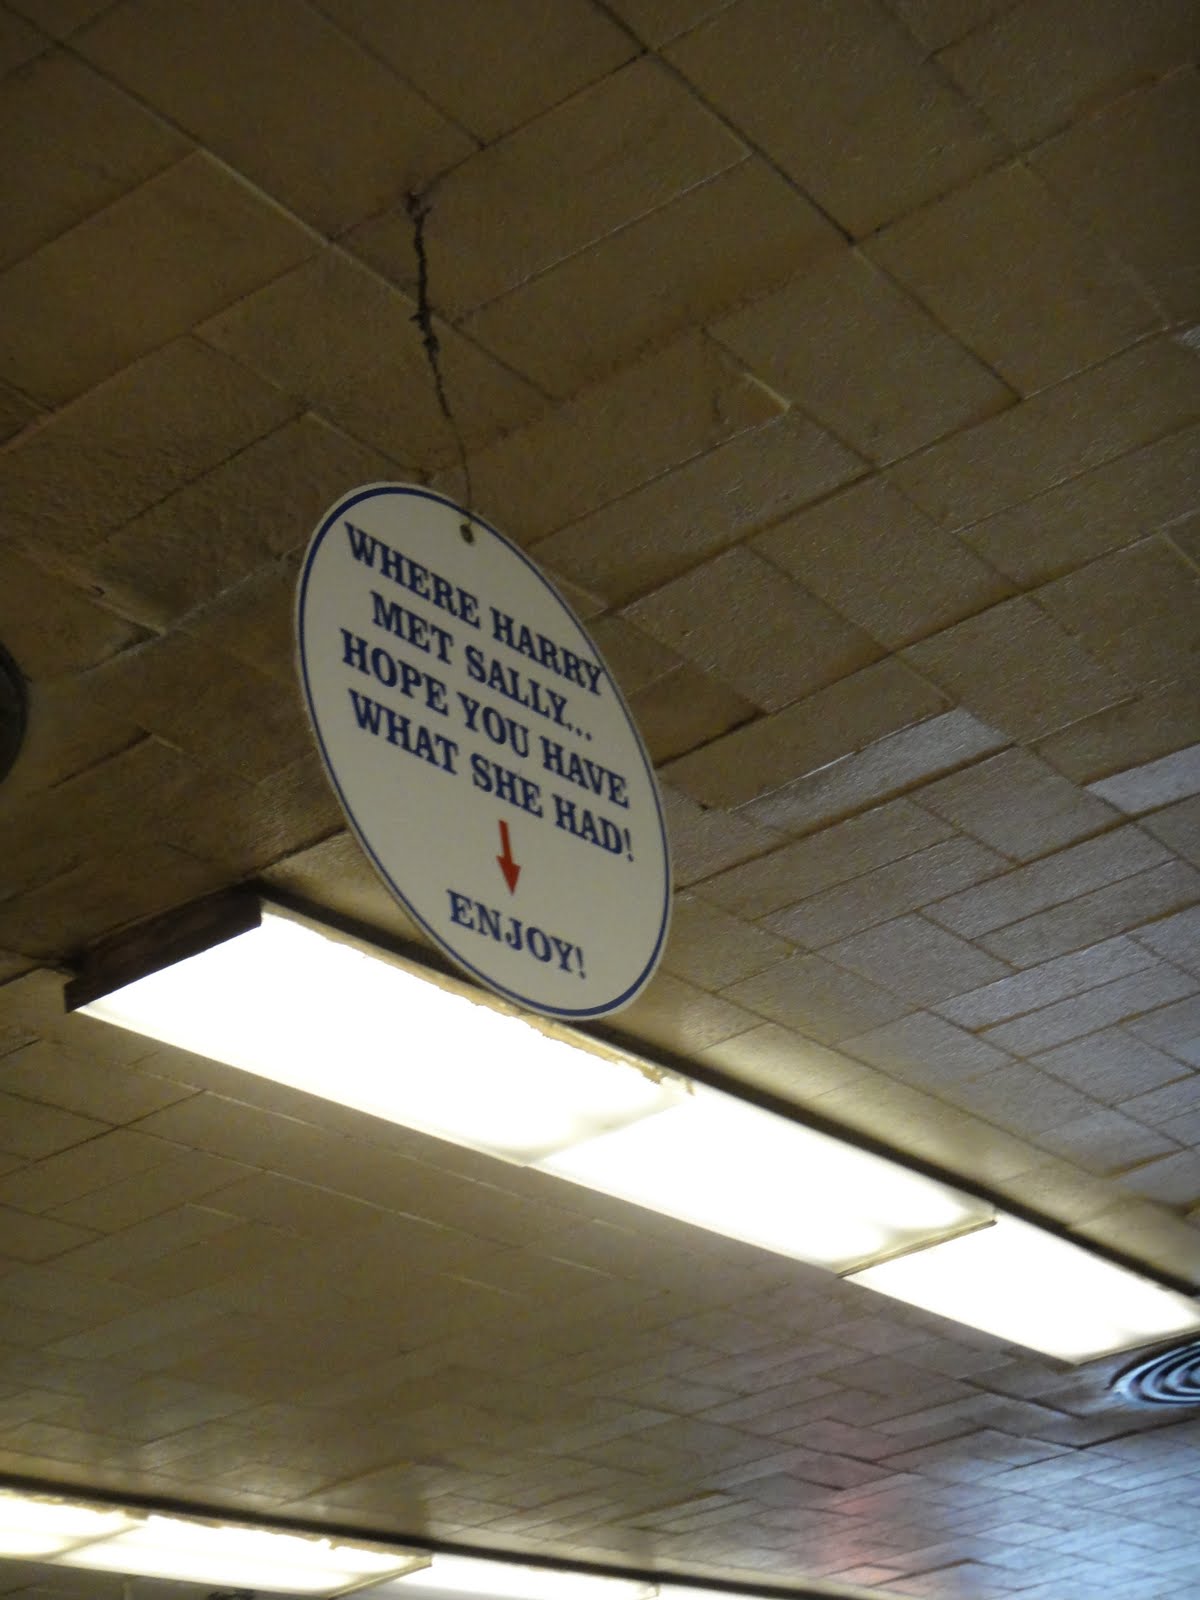 WHERE HARRY
MET SALLY...
HOPE YOU HAVE
WHAT SHE HAD!
ENJOY!